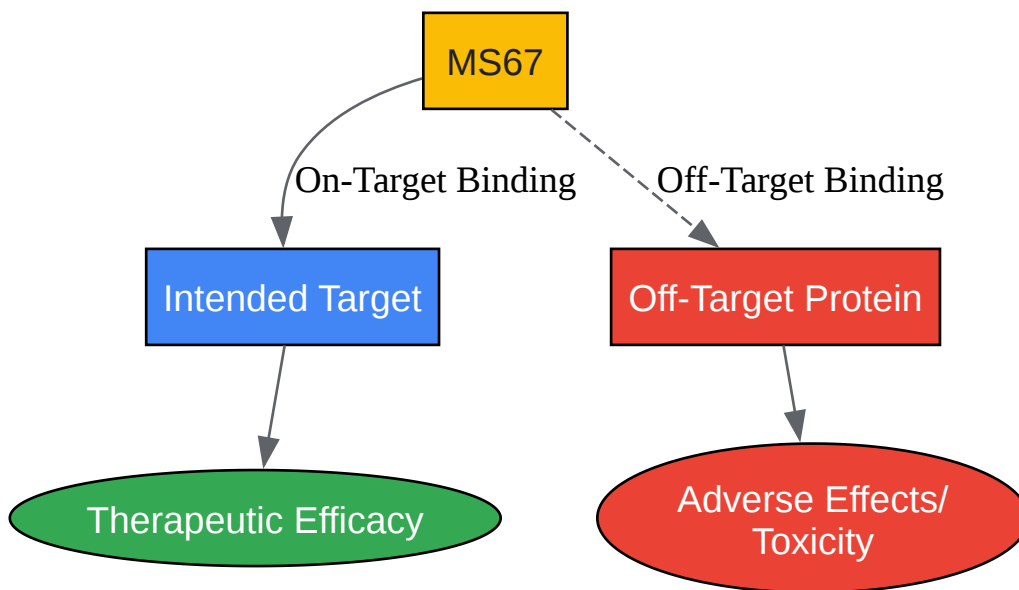 MS67
On-Target Binding
Off-Target Binding
Intended Target
Off-Target Protein
Therapeutic Efficacy
Adverse Effects/
Toxicity